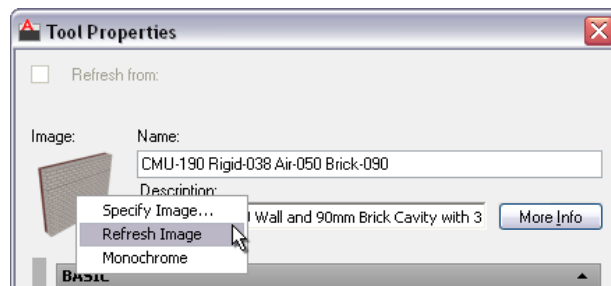 Tool Properties
Refresh from:
Image:
Name:
CMU-190 Rigid-038 Air-050 Brick-090
Description:
Specify Image...
Wall and 90mm Brick Cavity with 3
More Info
Refresh Image
Monochrome
BASIC